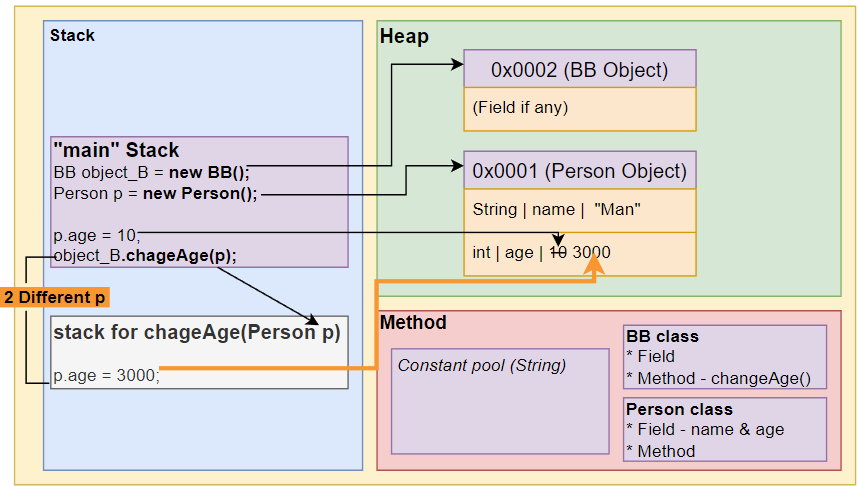 Stack
"main" Stack
BB object_B = new BB();
Person p = new Person();
p.age = 10;
object_B.chageAge(p);
2 Different p
stack for chageAge(Person p)
p.age = 3000;
Heap
0x0002 (BB Object)
(Field if any)
0x0001 (Person Object)
String | name | "Man"
int | age | 10 3000
Method
Constant pool (String)
BB class
* Field
* Method - changeAge()
Person class
* Field - name & age
* Method